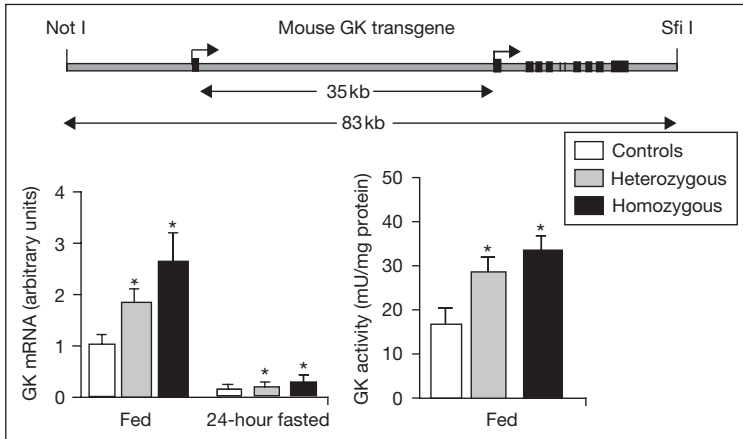 Not I
Mouse GK transgene
Sfi I
35kb
83kb
Controls
Heterozygous
Homozygous
GK mRNA (arbitrary units)
4
3
2
1
0
*
*
*
*
Fed
24-hour fasted
GK activity (mU/mg protein)
50
40
30
20
10
0
*
*
Fed